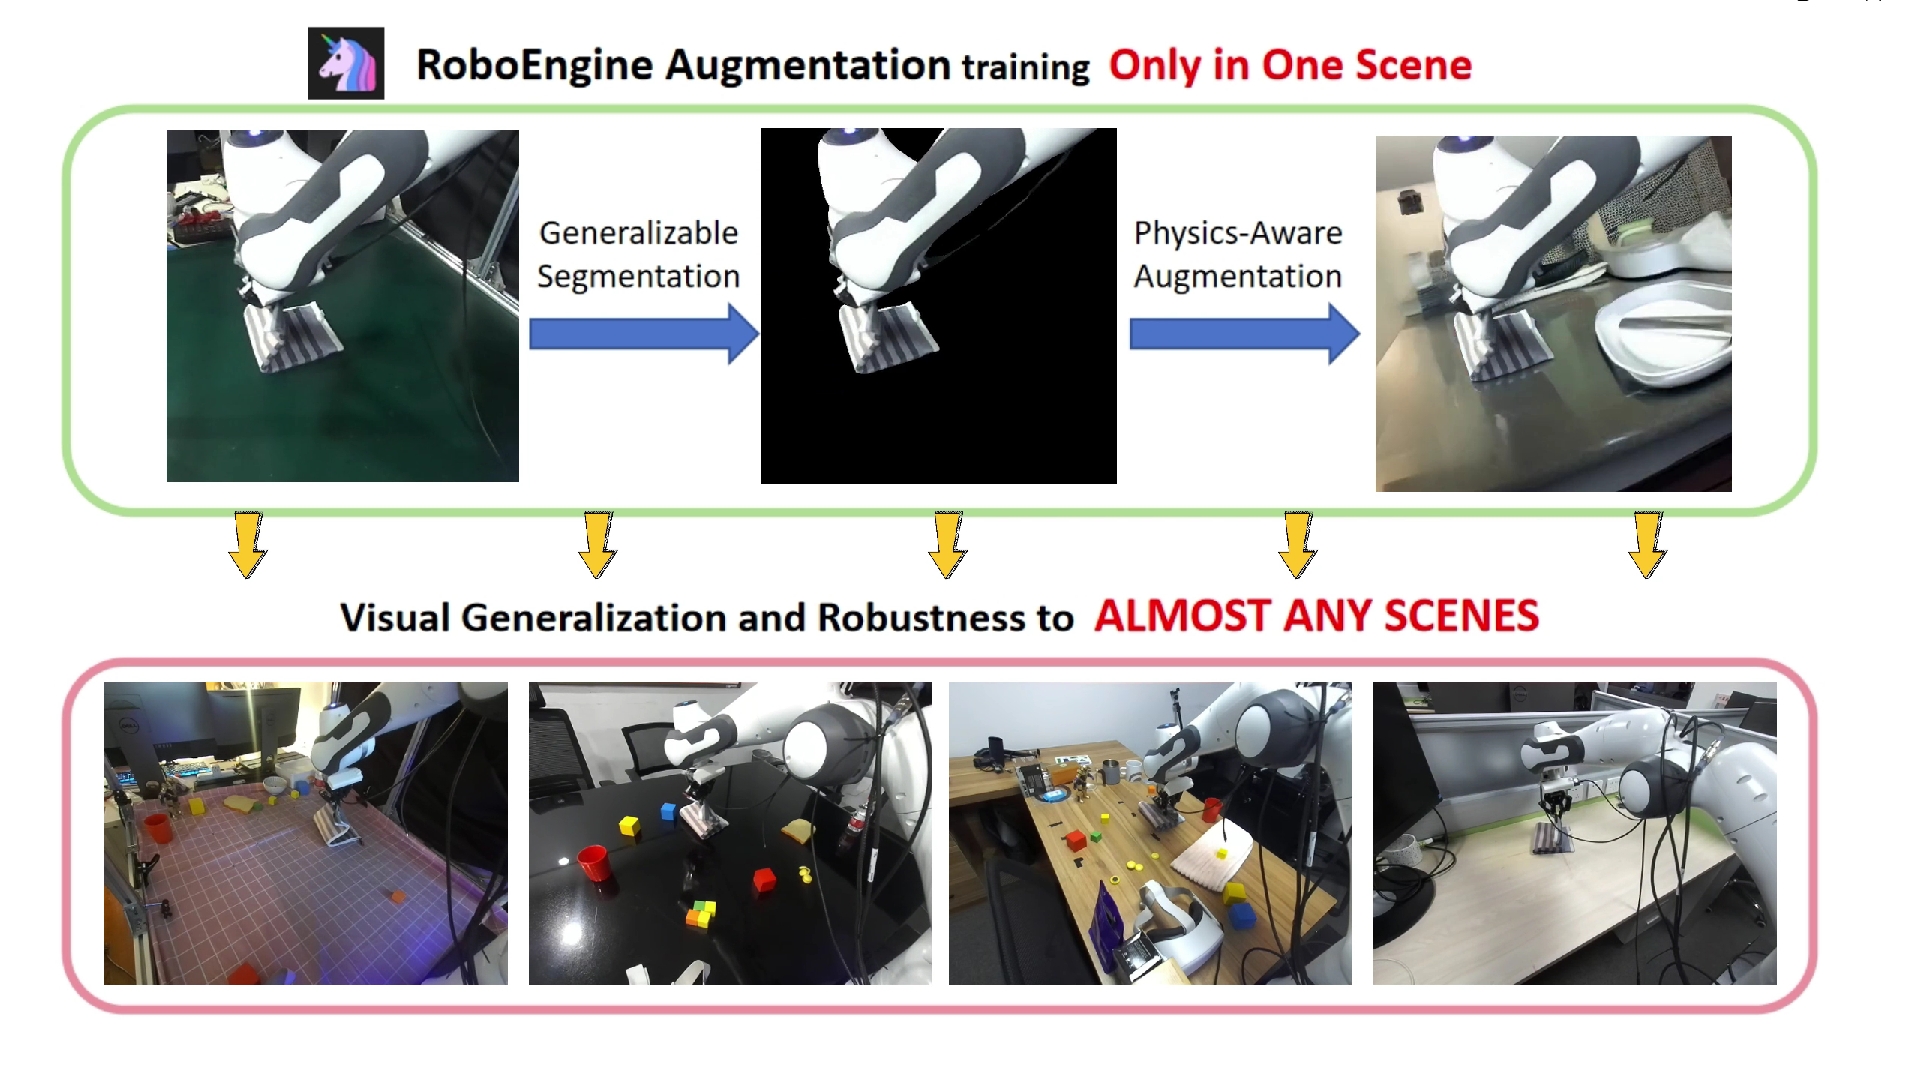 RoboEngine Augmentation training Only in One Scene
Generalizable
Segmentation
Physics-Aware
Augmentation
Visual Generalization and Robustness to ALMOST ANY SCENES